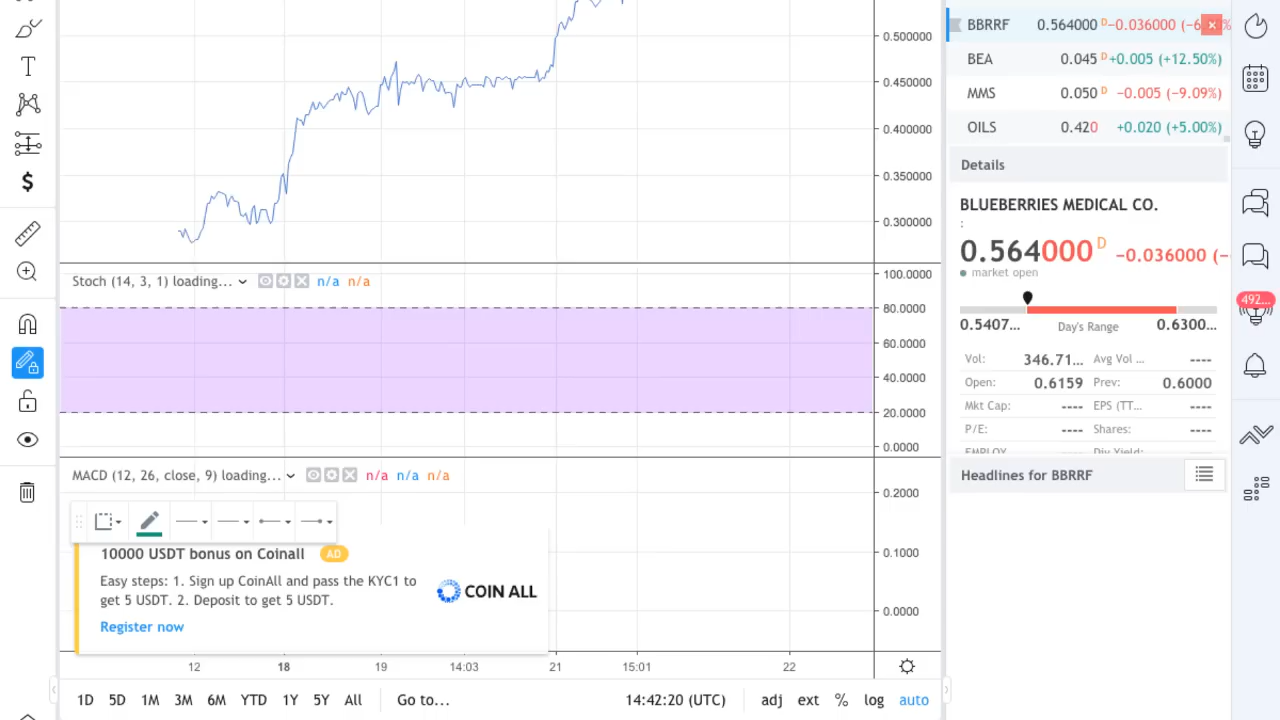 BBRRF 0.564000 D −0.036000
BEA 0.045 D +0.005 (+12.50%)
MMS 0.050 D −0.005 (−9.09%)
OILS 0.420 +0.020 (+5.00%)
Details
BLUEBERRIES MEDICAL CO.
:
0.564000 D −0.036000 (−
market open
0.5407... Day's Range 0.6300...
Vol: 346.71... Avg Vol ... ----
Open: 0.6159 Prev: 0.6000
Mkt Cap: ---- EPS (TT... ----
P/E: ---- Shares: ----
EMPLOY Div Yield:
Headlines for BBRRF
492...
T
$
0.500000
0.450000
0.400000
0.350000
0.300000
Stoch (14, 3, 1) loading... n/a n/a
100.0000
80.0000
60.0000
40.0000
20.0000
0.0000
MACD (12, 26, close, 9) loading... n/a n/a n/a
0.2000
0.1000
0.0000
10000 USDT bonus on Coinall AD
Easy steps: 1. Sign up CoinAll and pass the KYC1 to
get 5 USDT. 2. Deposit to get 5 USDT.
Register now
COIN ALL
12 18 19 14:03 21 15:01 22
1D 5D 1M 3M 6M YTD 1Y 5Y All Go to... 14:42:20 (UTC) adj ext % log auto